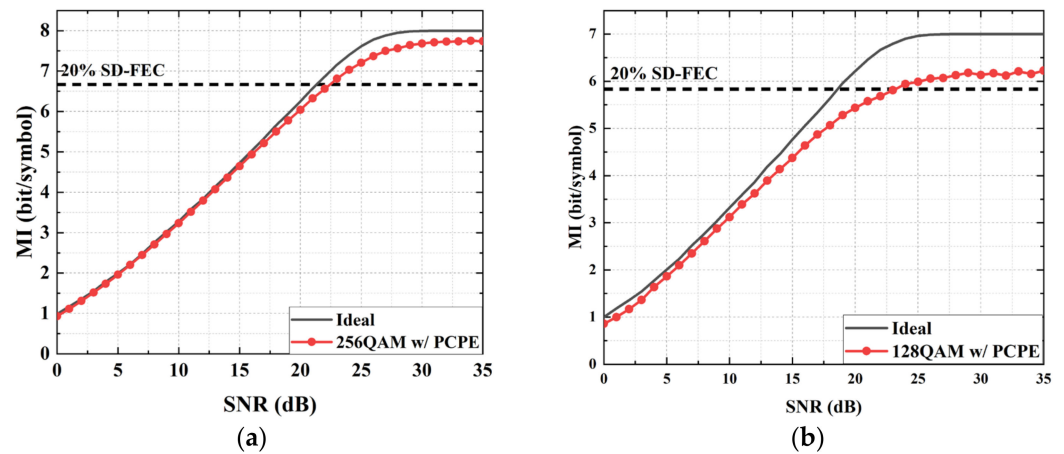 8
7
6
5
4
3
2
1
0
MI (bit/symbol)
20% SD-FEC
Ideal
256QAM w/ PCPE
0 5 10 15 20 25 30 35
SNR (dB)
(a)
7
6
5
4
3
2
1
0
MI (bit/symbol)
20% SD-FEC
Ideal
128QAM w/ PCPE
0 5 10 15 20 25 30 35
SNR (dB)
(b)